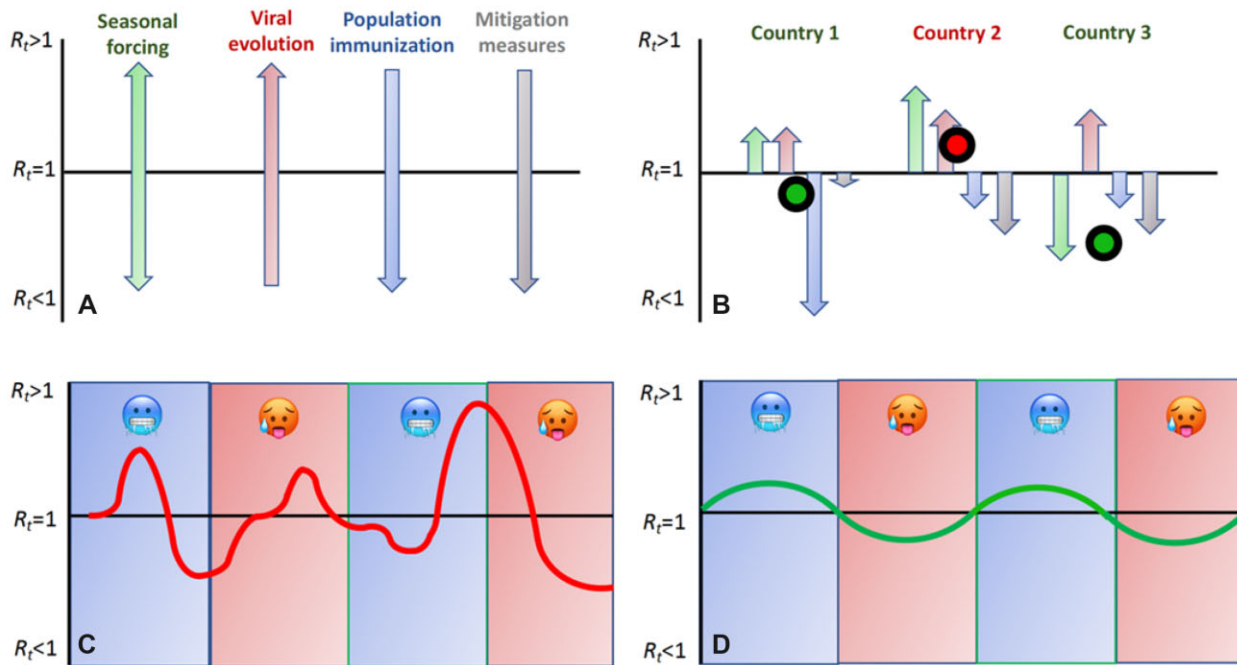 Seasonal
forcing
Viral
evolution
Population
immunization
Mitigation
measures
Rt>1
Rt=1
Rt<1
A
Country 1
Country 2
Country 3
Rt>1
Rt=1
Rt<1
B
Rt>1
Rt=1
Rt<1
C
Rt>1
Rt=1
Rt<1
D